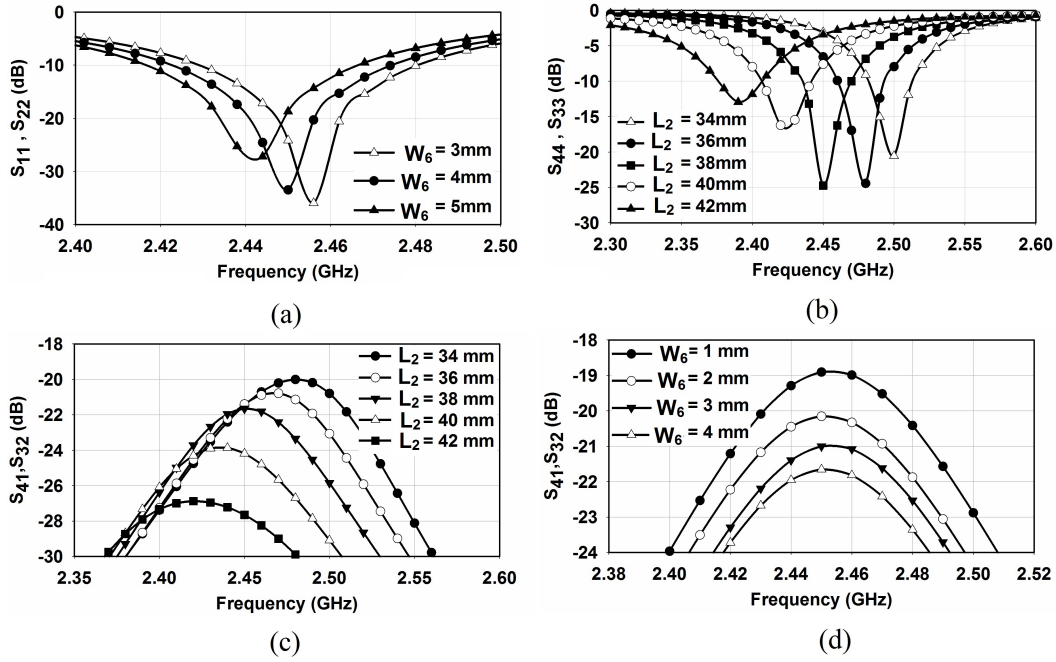 0
-10
-20
-30
-40
S11 , S22 (dB)
W6 = 3mm
W6 = 4mm
W6 = 5mm
2.40 2.42 2.44 2.46 2.48 2.50
Frequency (GHz)
(a)
0
-5
-10
-15
-20
-25
-30
S44 , S33 (dB)
L2 = 34mm
L2 = 36mm
L2 = 38mm
L2 = 40mm
L2 = 42mm
2.30 2.35 2.40 2.45 2.50 2.55 2.60
Frequency (GHz)
(b)
-18
-20
-22
-24
-26
-28
-30
S41,S32 (dB)
L2 = 34 mm
L2 = 36 mm
L2 = 38 mm
L2 = 40 mm
L2 = 42 mm
2.35 2.40 2.45 2.50 2.55 2.60
Frequency (GHz)
(c)
-18
-19
-20
-21
-22
-23
-24
S41,S32 (dB)
W6 = 1 mm
W6 = 2 mm
W6 = 3 mm
W6 = 4 mm
2.38 2.40 2.42 2.44 2.46 2.48 2.50 2.52
Frequency (GHz)
(d)